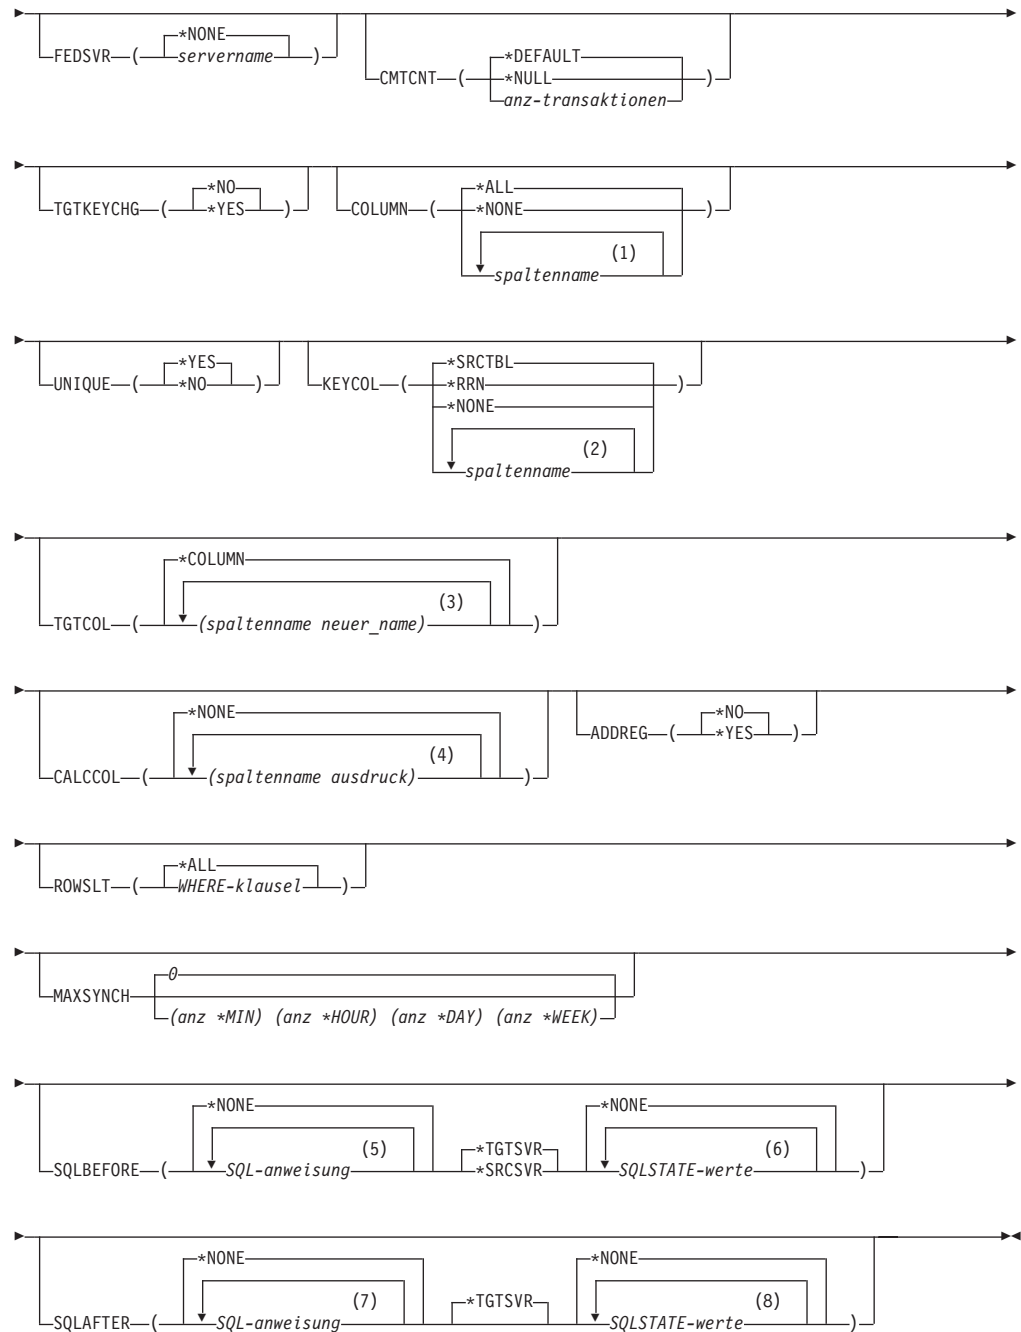 *NONE
FEDSVR ( servername )
*DEFAULT
CMTCNT ( *NULL )
anz-transaktionen
*NO
TGTKEYCHG ( *YES )
*ALL
COLUMN ( *NONE )
(1)
spaltenname
*YES
UNIQUE ( *NO )
*SRCTBL
KEYCOL ( *RRN )
*NONE
(2)
spaltenname
*COLUMN
(3)
TGTCOL ( (spaltenname neuer_name) )
*NONE
(4)
CALCCOL ( (spaltenname ausdruck) )
*NO
ADDREG ( *YES )
*ALL
ROWSLT ( WHERE-klausel )
0
MAXSYNCH
(anz *MIN) (anz *HOUR) (anz *DAY) (anz *WEEK)
*NONE *NONE
(5) *TGTSVR (6)
SQLBEFORE ( SQL-anweisung *SRCSVR SQLSTATE-werte )
*NONE *NONE
(7) *TGTSVR (8)
SQLAFTER ( SQL-anweisung SQLSTATE-werte )